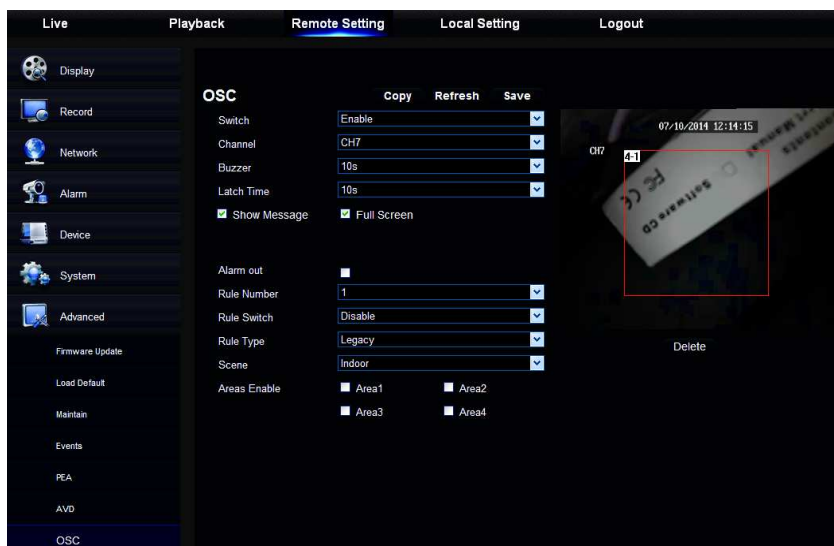 Live Playback Remote Setting Local Setting Logout
Display
Record
Network
Alarm
Device
System
Advanced
Firmware Update
Load Default
Maintain
Events
PEA
AVD
OSC
OSC Copy Refresh Save
Switch Enable
Channel CH7
Buzzer 10s
Latch Time 10s
Show Message Full Screen
Alarm out
Rule Number 1
Rule Switch Disable
Rule Type Legacy
Scene Indoor
Areas Enable Area1 Area2
Area3 Area4
07/10/2014 12:14:15
CH7
4-1
Manual
Software CD
FC CE
Delete